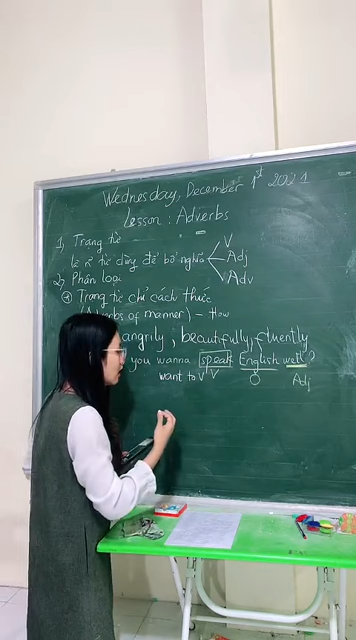 Wednesday, December 1st 2021
Lesson : Adverbs
1, Trạng từ
là từ dùng để bổ nghĩa V
Adj
Adv
2, Phân loại
Trạng từ chỉ cách thức
(Adverbs of manner) - How
angrily, beautifully, fluently
you wanna speak English well ?
want to V V O Adj